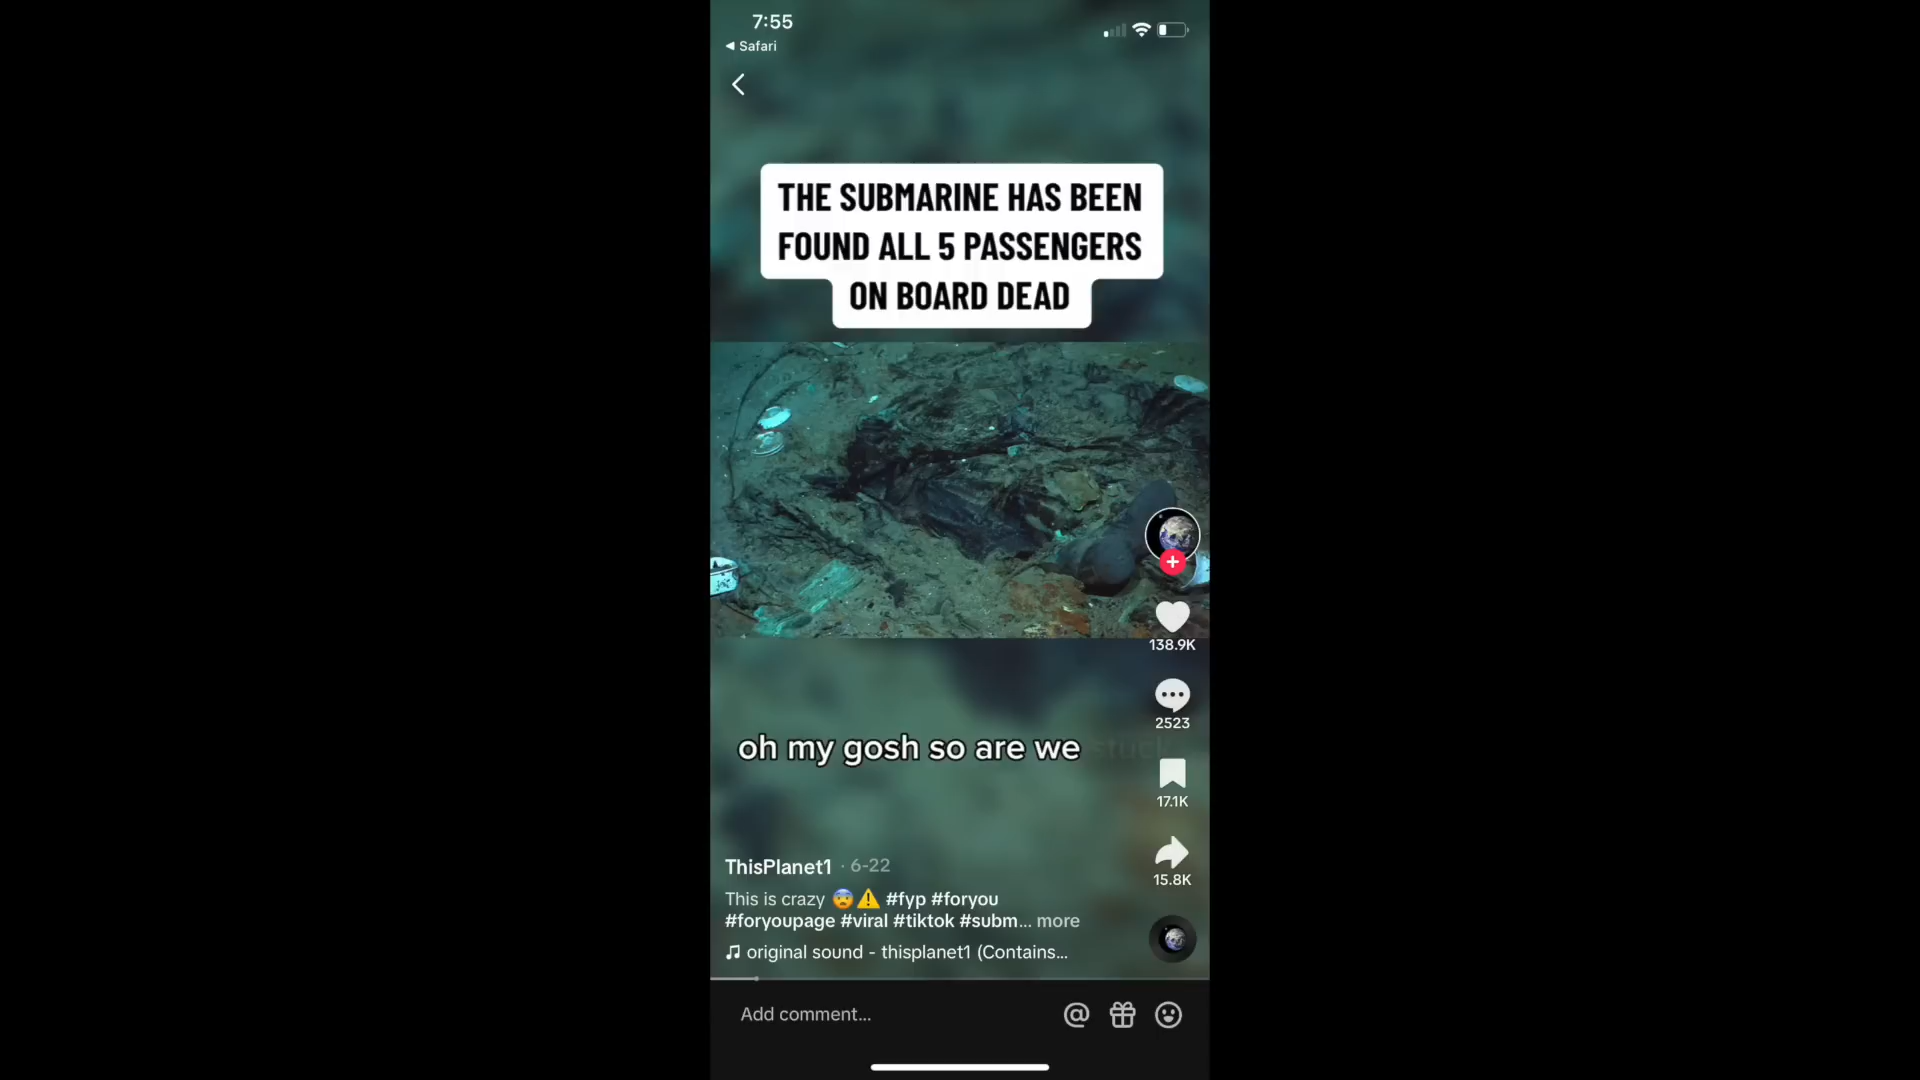 7:55
Safari
THE SUBMARINE HAS BEEN
FOUND ALL 5 PASSENGERS
ON BOARD DEAD
138.9K
2523
oh my gosh so are we stuck
17.1K
ThisPlanet1 · 6-22
15.8K
This is crazy 😨⚠️ #fyp #foryou
#foryoupage #viral #tiktok #subm... more
original sound - thisplanet1 (Contains...
Add comment...